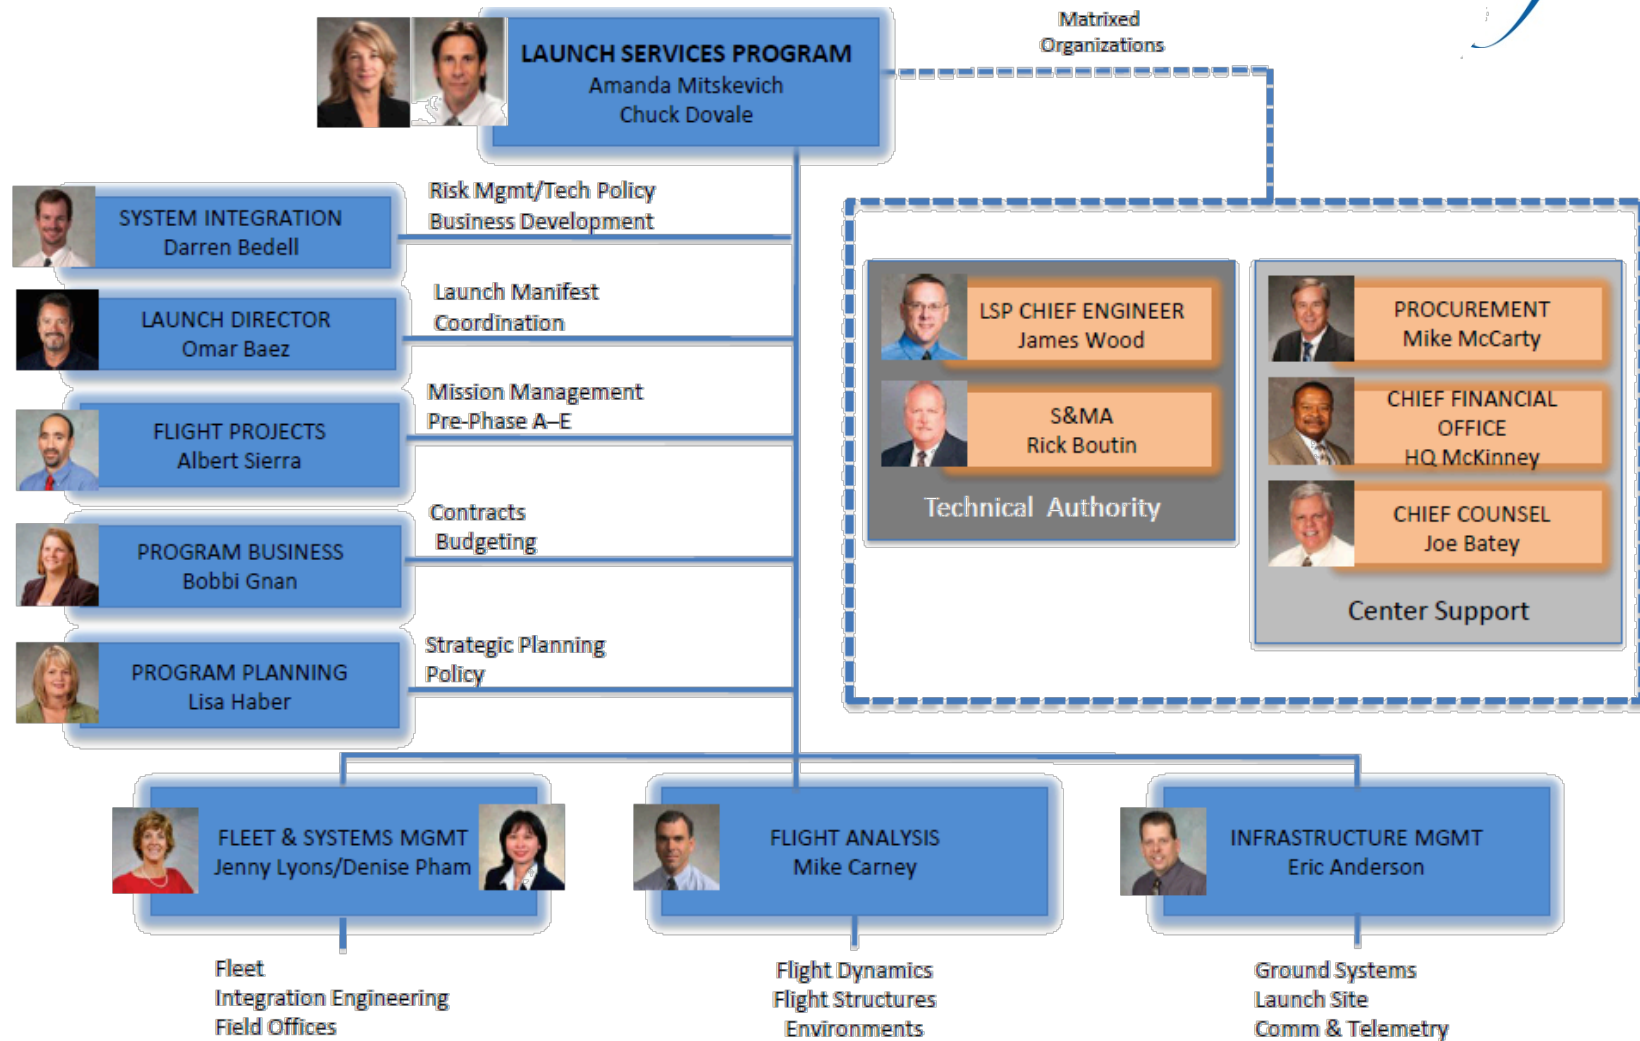 LAUNCH SERVICES PROGRAM
Amanda Mitskevich
Chuck Dovale
Matrixed
Organizations
SYSTEM INTEGRATION
Darren Bedell
Risk Mgmt/Tech Policy
Business Development
LAUNCH DIRECTOR
Omar Baez
Launch Manifest
Coordination
FLIGHT PROJECTS
Albert Sierra
Mission Management
Pre-Phase A–E
PROGRAM BUSINESS
Bobbi Gnan
Contracts
Budgeting
PROGRAM PLANNING
Lisa Haber
Strategic Planning
Policy
LSP CHIEF ENGINEER
James Wood
S&MA
Rick Boutin
Technical Authority
PROCUREMENT
Mike McCarty
CHIEF FINANCIAL
OFFICE
HQ McKinney
CHIEF COUNSEL
Joe Batey
Center Support
FLEET & SYSTEMS MGMT
Jenny Lyons/Denise Pham
Fleet
Integration Engineering
Field Offices
FLIGHT ANALYSIS
Mike Carney
Flight Dynamics
Flight Structures
Environments
INFRASTRUCTURE MGMT
Eric Anderson
Ground Systems
Launch Site
Comm & Telemetry